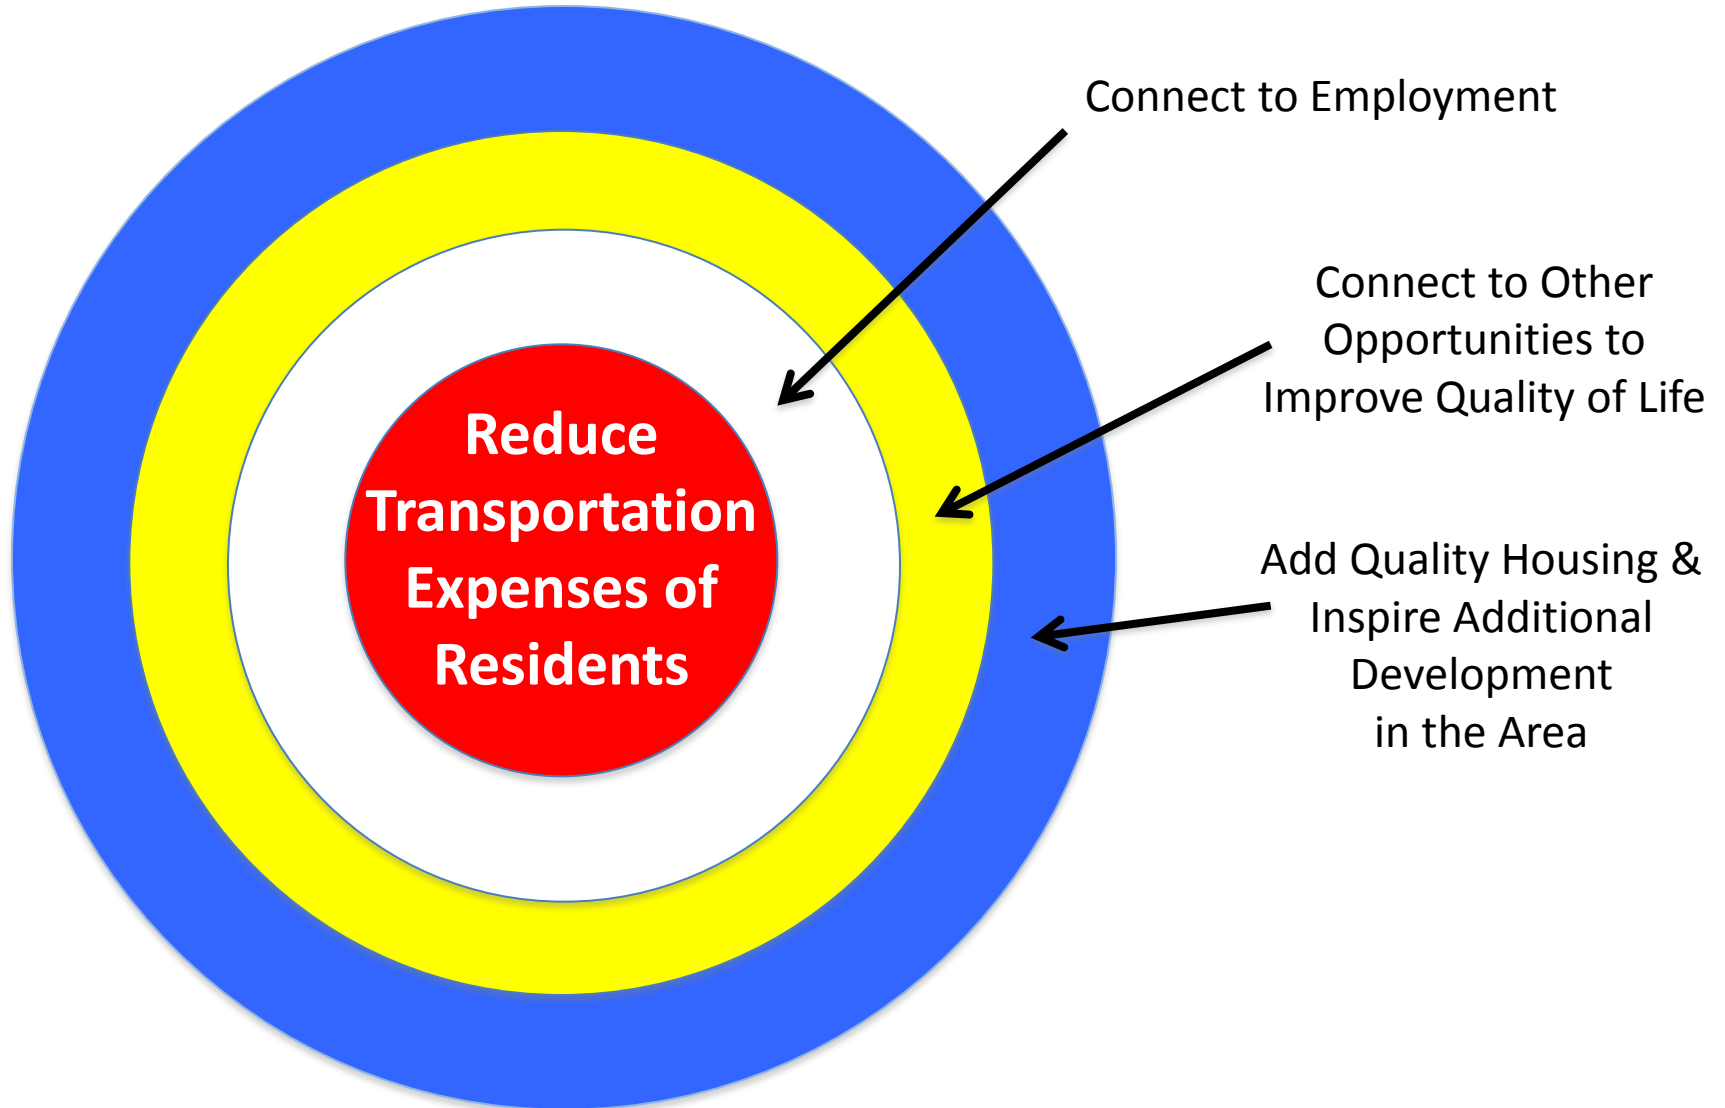 Connect to Employment
Connect to Other
Opportunities to
Improve Quality of Life
Reduce
Transportation
Expenses of
Residents
Add Quality Housing &
Inspire Additional
Development
in the Area